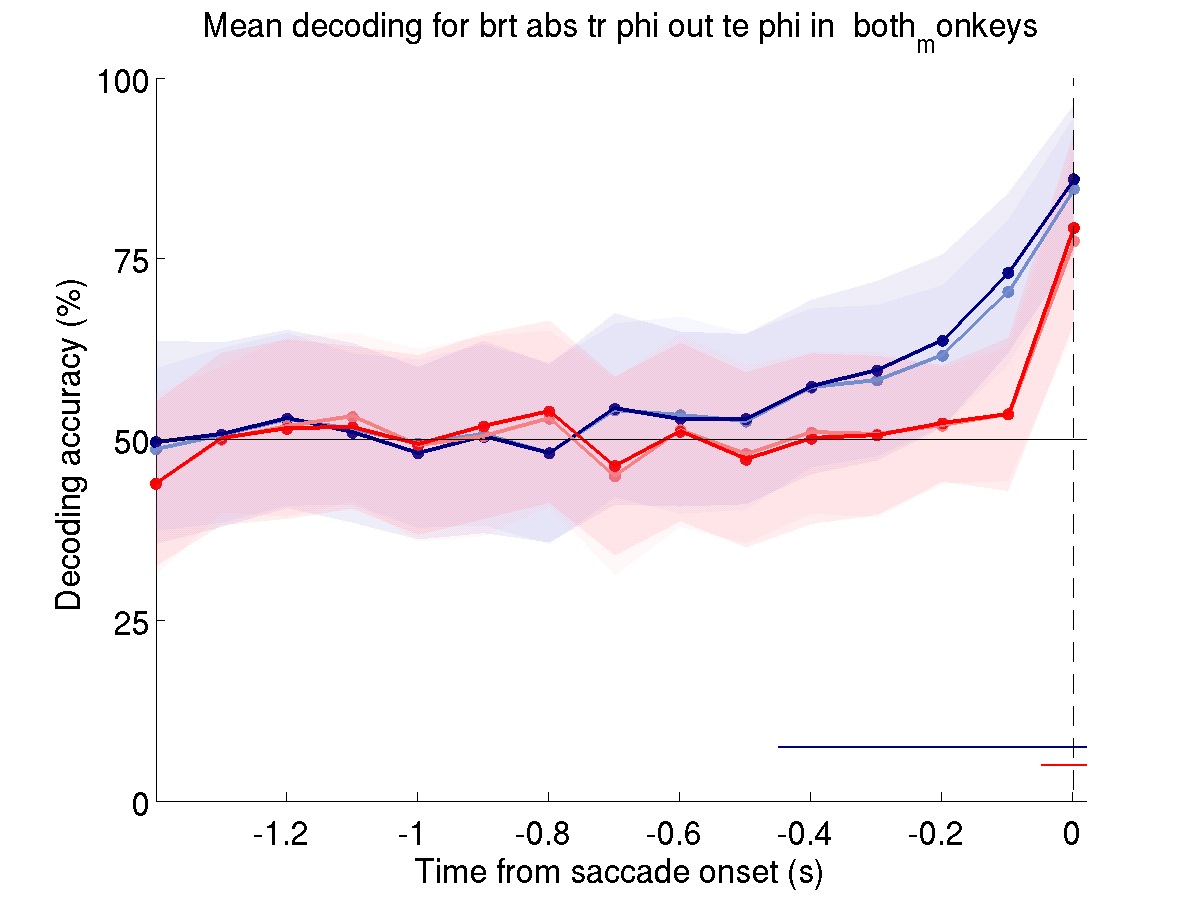 Mean decoding for brt abs tr phi out te phi in both_monkeys
100
75
50
25
0
Decoding accuracy (%)
-1.2 -1 -0.8 -0.6 -0.4 -0.2 0
Time from saccade onset (s)